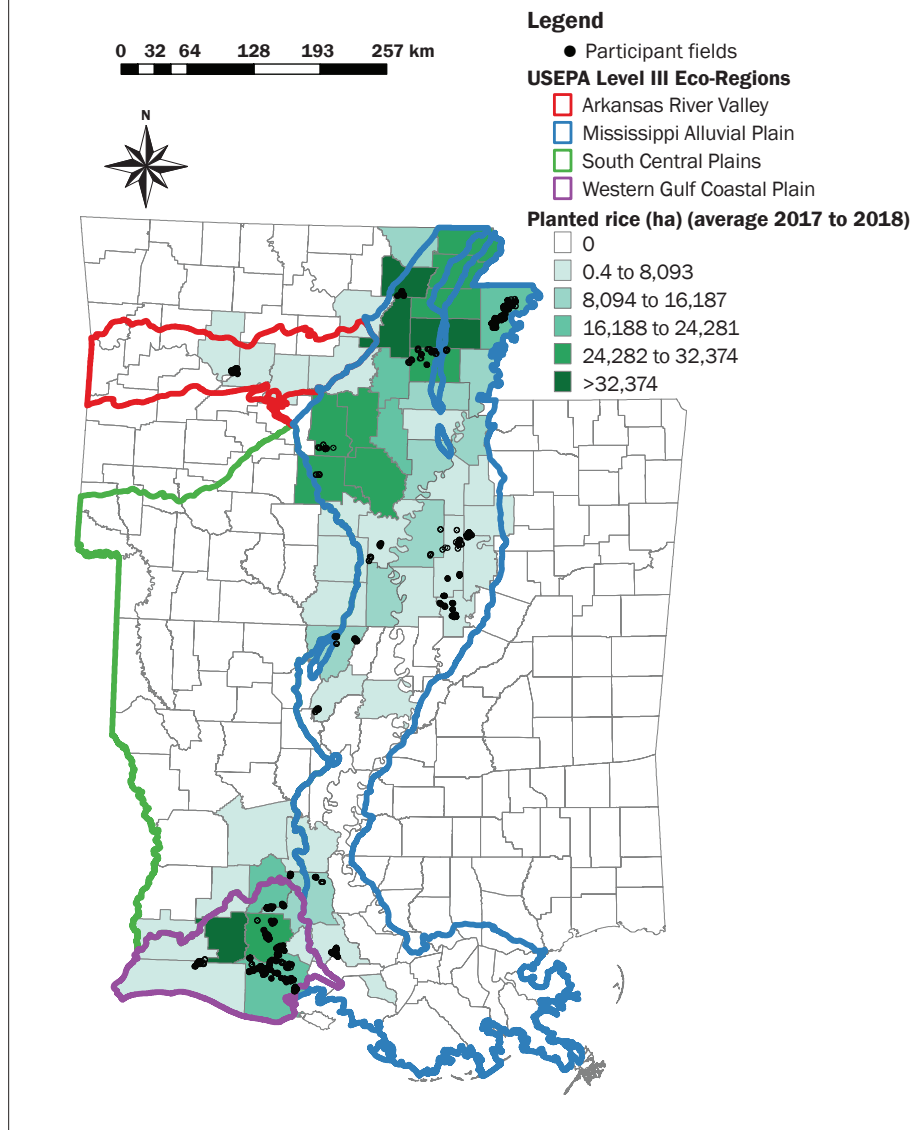 Legend
Participant fields
USEPA Level III Eco-Regions
Arkansas River Valley
Mississippi Alluvial Plain
South Central Plains
Western Gulf Coastal Plain
Planted rice (ha) (average 2017 to 2018)
0
0.4 to 8,093
8,094 to 16,187
16,188 to 24,281
24,282 to 32,374
>32,374
0 32 64 128 193 257 km
N